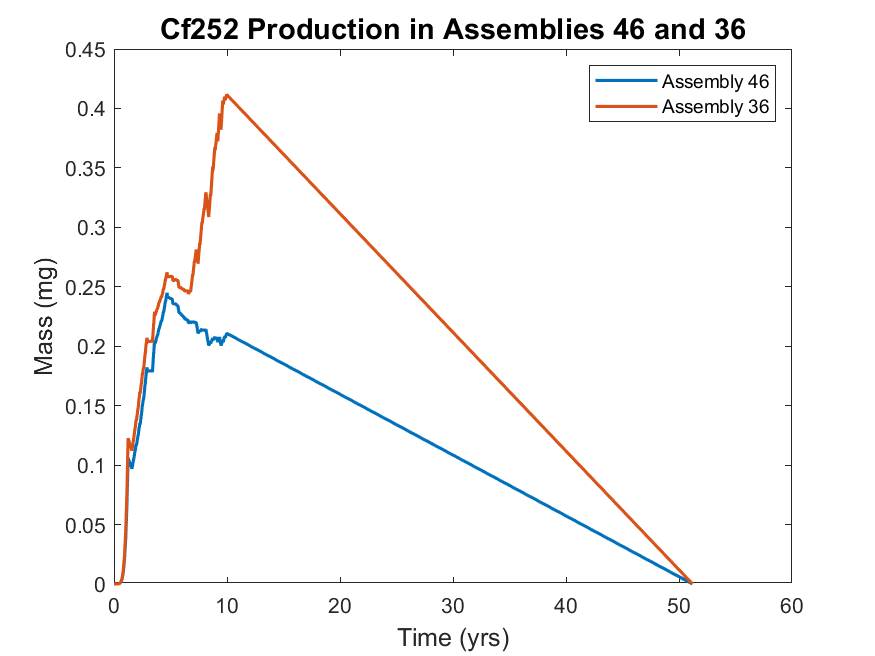 Cf252 Production in Assemblies 46 and 36
0.45
0.4
0.35
0.3
0.25
0.2
0.15
0.1
0.05
0
Mass (mg)
Assembly 46
Assembly 36
0 10 20 30 40 50 60
Time (yrs)